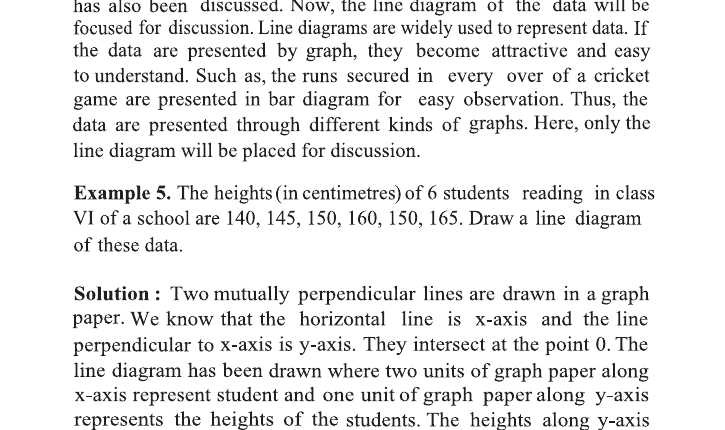 has also been discussed. Now, the line diagram of the data will be
focused for discussion. Line diagrams are widely used to represent data. If
the data are presented by graph, they become attractive and easy
to understand. Such as, the runs secured in every over of a cricket
game are presented in bar diagram for easy observation. Thus, the
data are presented through different kinds of graphs. Here, only the
line diagram will be placed for discussion.
Example 5. The heights (in centimetres) of 6 students reading in class
VI of a school are 140, 145, 150, 160, 150, 165. Draw a line diagram
of these data.
Solution : Two mutually perpendicular lines are drawn in a graph
paper. We know that the horizontal line is x-axis and the line
perpendicular to x-axis is y-axis. They intersect at the point 0. The
line diagram has been drawn where two units of graph paper along
x-axis represent student and one unit of graph paper along y-axis
represents the heights of the students. The heights along y-axis